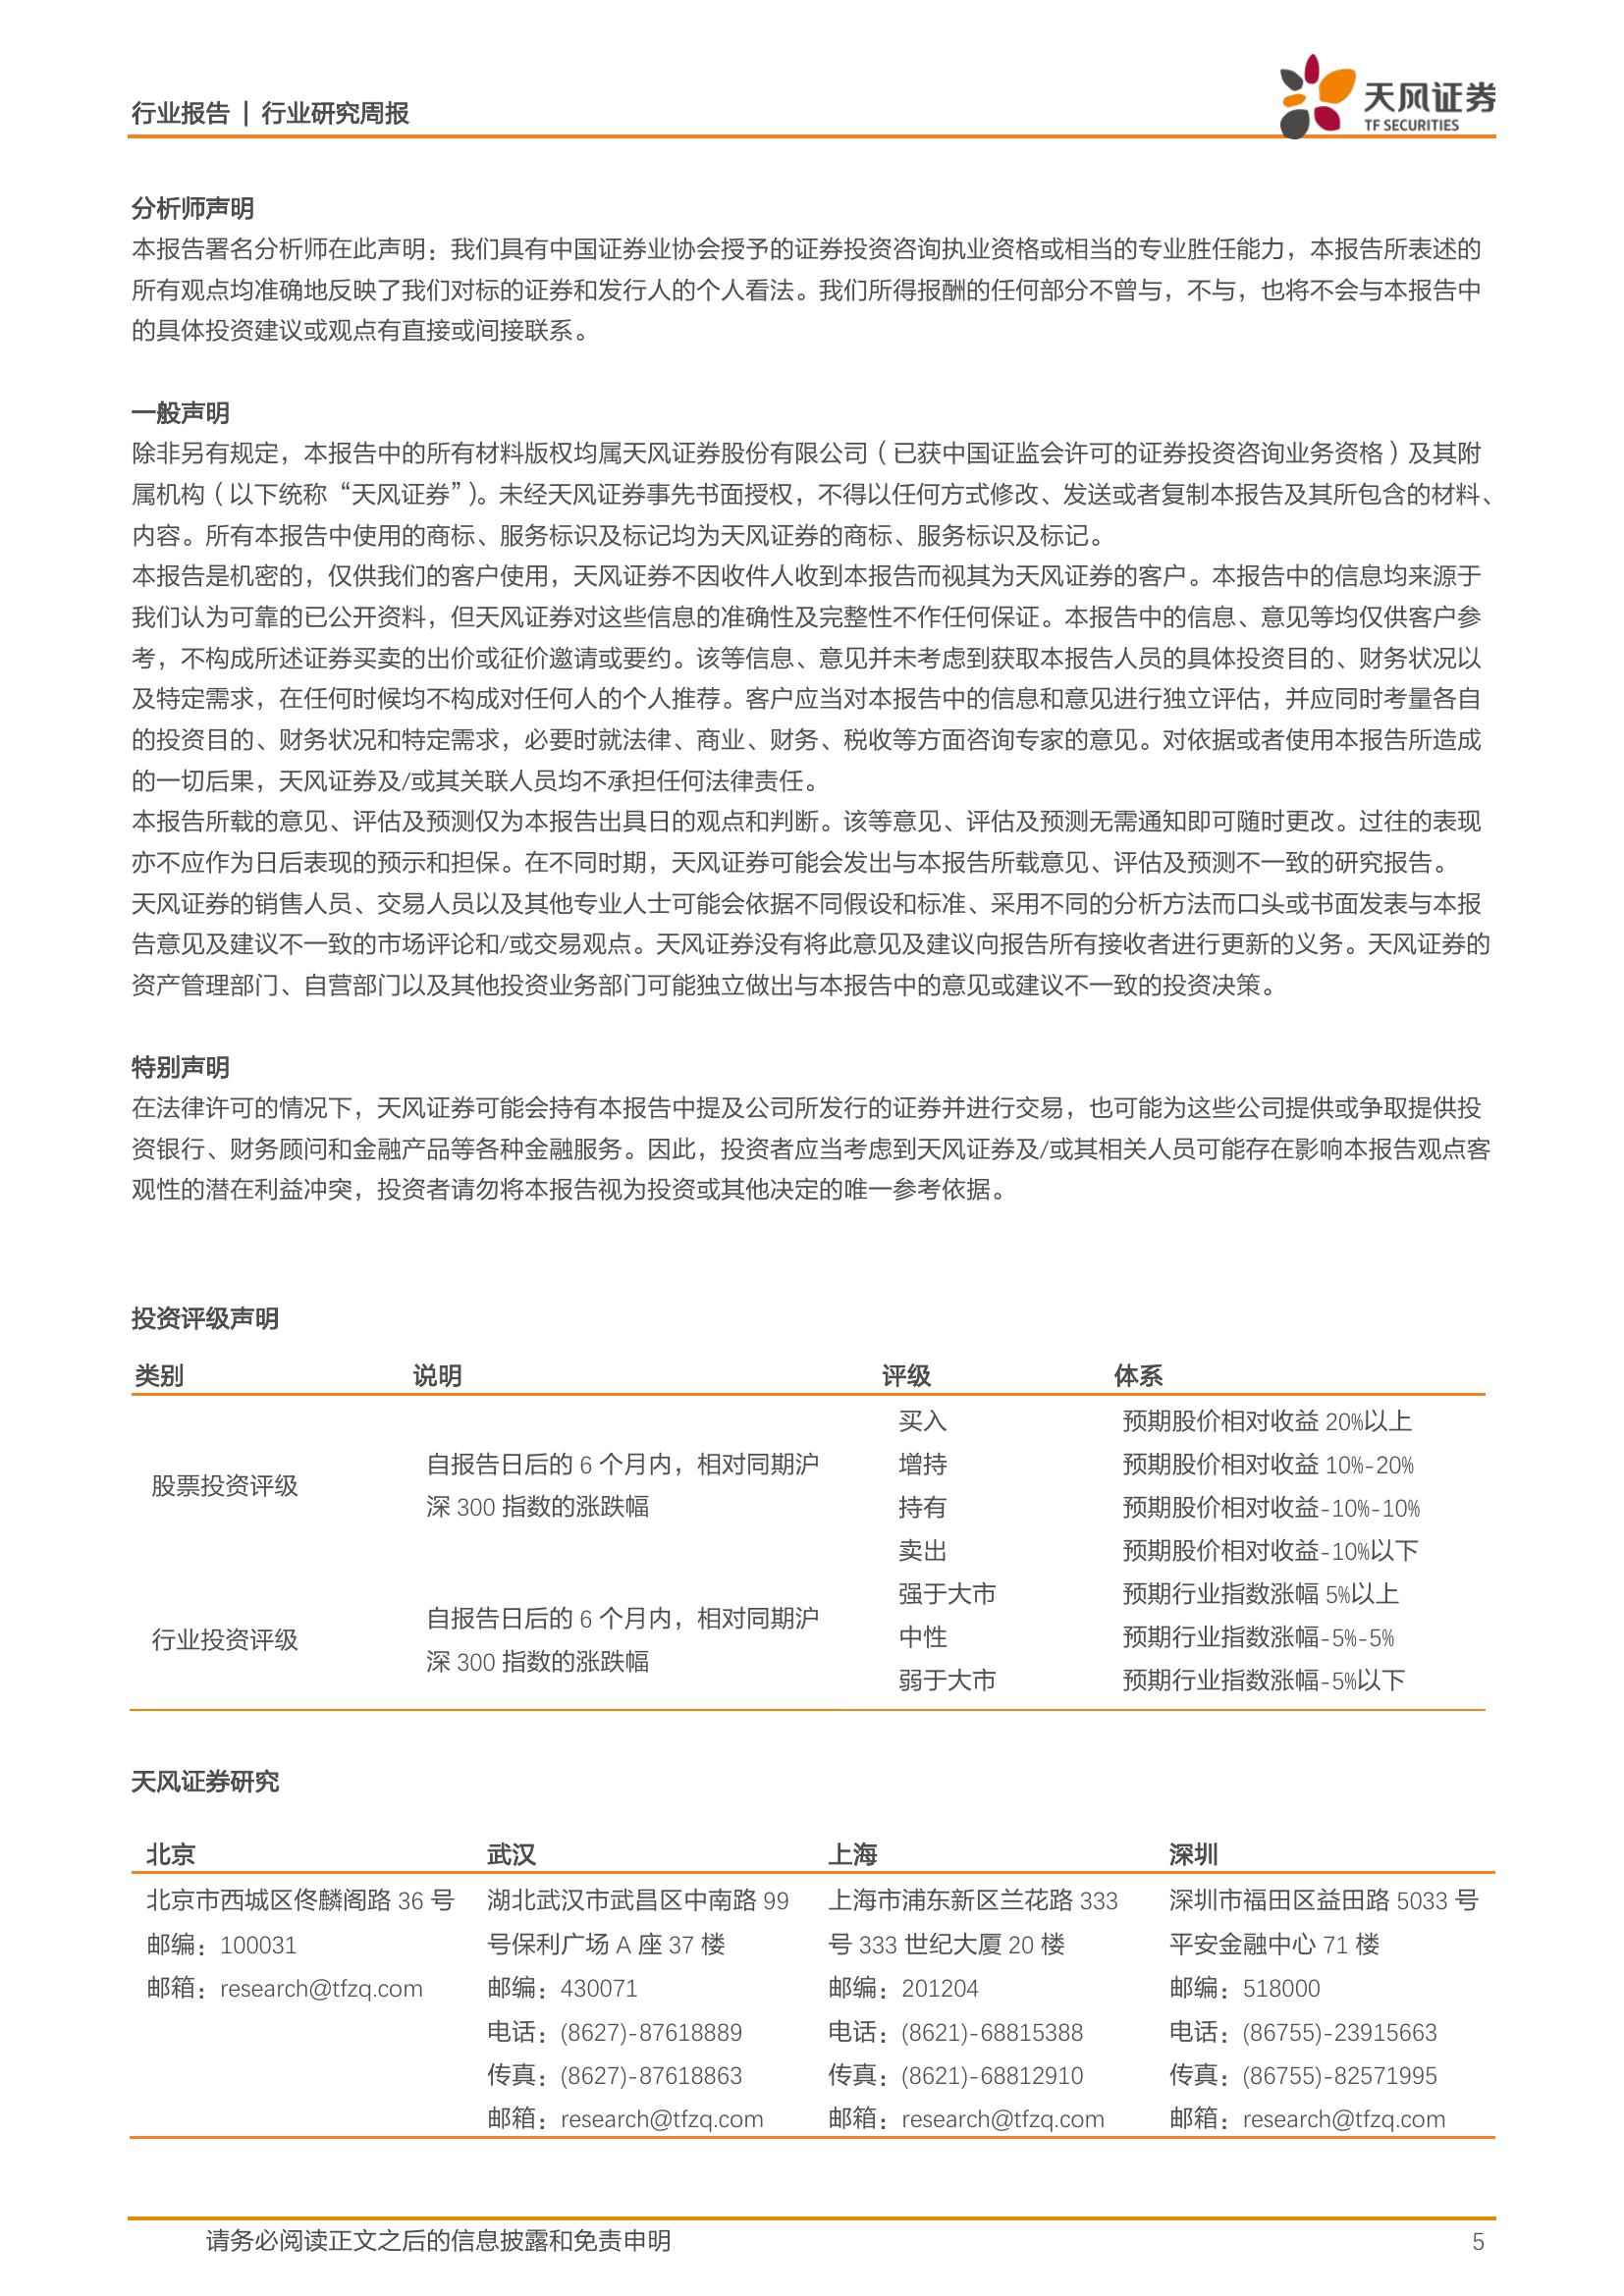 行业报告 | 行业研究周报
天风证券
TF SECURITIES
分析师声明
本报告署名分析师在此声明：我们具有中国证券业协会授予的证券投资咨询执业资格或相当的专业胜任能力，本报告所表述的
所有观点均准确地反映了我们对标的证券和发行人的个人看法。我们所得报酬的任何部分不曾与，不与，也将不会与本报告中
的具体投资建议或观点有直接或间接联系。
一般声明
除非另有规定，本报告中的所有材料版权均属天风证券股份有限公司（已获中国证监会许可的证券投资咨询业务资格）及其附
属机构（以下统称“天风证券”）。未经天风证券事先书面授权，不得以任何方式修改、发送或者复制本报告及其所包含的材料、
内容。所有本报告中使用的商标、服务标识及标记均为天风证券的商标、服务标识及标记。
本报告是机密的，仅供我们的客户使用，天风证券不因收件人收到本报告而视其为天风证券的客户。本报告中的信息均来源于
我们认为可靠的已公开资料，但天风证券对这些信息的准确性及完整性不作任何保证。本报告中的信息、意见等均仅供客户参
考，不构成所述证券买卖的出价或征价邀请或要约。该等信息、意见并未考虑到获取本报告人员的具体投资目的、财务状况以
及特定需求，在任何时候均不构成对任何人的个人推荐。客户应当对本报告中的信息和意见进行独立评估，并应同时考量各自
的投资目的、财务状况和特定需求，必要时就法律、商业、财务、税收等方面咨询专家的意见。对依据或者使用本报告所造成
的一切后果，天风证券及/或其关联人员均不承担任何法律责任。
本报告所载的意见、评估及预测仅为本报告出具日的观点和判断。该等意见、评估及预测无需通知即可随时更改。过往的表现
亦不应作为日后表现的预示和担保。在不同时期，天风证券可能会发出与本报告所载意见、评估及预测不一致的研究报告。
天风证券的销售人员、交易人员以及其他专业人士可能会依据不同假设和标准、采用不同的分析方法而口头或书面发表与本报
告意见及建议不一致的市场评论和/或交易观点。天风证券没有将此意见及建议向报告所有接收者进行更新的义务。天风证券的
资产管理部门、自营部门以及其他投资业务部门可能独立做出与本报告中的意见或建议不一致的投资决策。
特别声明
在法律许可的情况下，天风证券可能会持有本报告中提及公司所发行的证券并进行交易，也可能为这些公司提供或争取提供投
资银行、财务顾问和金融产品等各种金融服务。因此，投资者应当考虑到天风证券及/或其相关人员可能存在影响本报告观点客
观性的潜在利益冲突，投资者请勿将本报告视为投资或其他决定的唯一参考依据。
投资评级声明
类别 说明 评级 体系
股票投资评级
自报告日后的 6 个月内，相对同期沪
深 300 指数的涨跌幅
买入 预期股价相对收益 20%以上
增持 预期股价相对收益 10%-20%
持有 预期股价相对收益-10%-10%
卖出 预期股价相对收益-10%以下
行业投资评级
自报告日后的 6 个月内，相对同期沪
深 300 指数的涨跌幅
强于大市 预期行业指数涨幅 5%以上
中性 预期行业指数涨幅-5%-5%
弱于大市 预期行业指数涨幅-5%以下
天风证券研究
北京 武汉 上海 深圳
北京市西城区佟麟阁路 36 号
邮编：100031
邮箱：research@tfzq.com
湖北武汉市武昌区中南路 99
号保利广场 A 座 37 楼
邮编：430071
电话：(8627)-87618889
传真：(8627)-87618863
邮箱：research@tfzq.com
上海市浦东新区兰花路 333
号 333 世纪大厦 20 楼
邮编：201204
电话：(8621)-68815388
传真：(8621)-68812910
邮箱：research@tfzq.com
深圳市福田区益田路 5033 号
平安金融中心 71 楼
邮编：518000
电话：(86755)-23915663
传真：(86755)-82571995
邮箱：research@tfzq.com
请务必阅读正文之后的信息披露和免责申明 5